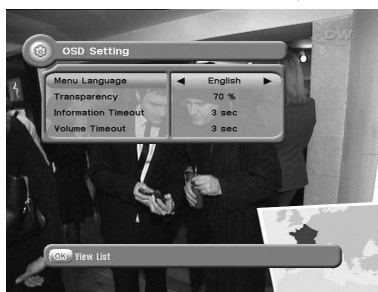 DW
OSD Setting
Menu Language English
Transparency 70 %
Information Timeout 3 sec
Volume Timeout 3 sec
OK View List